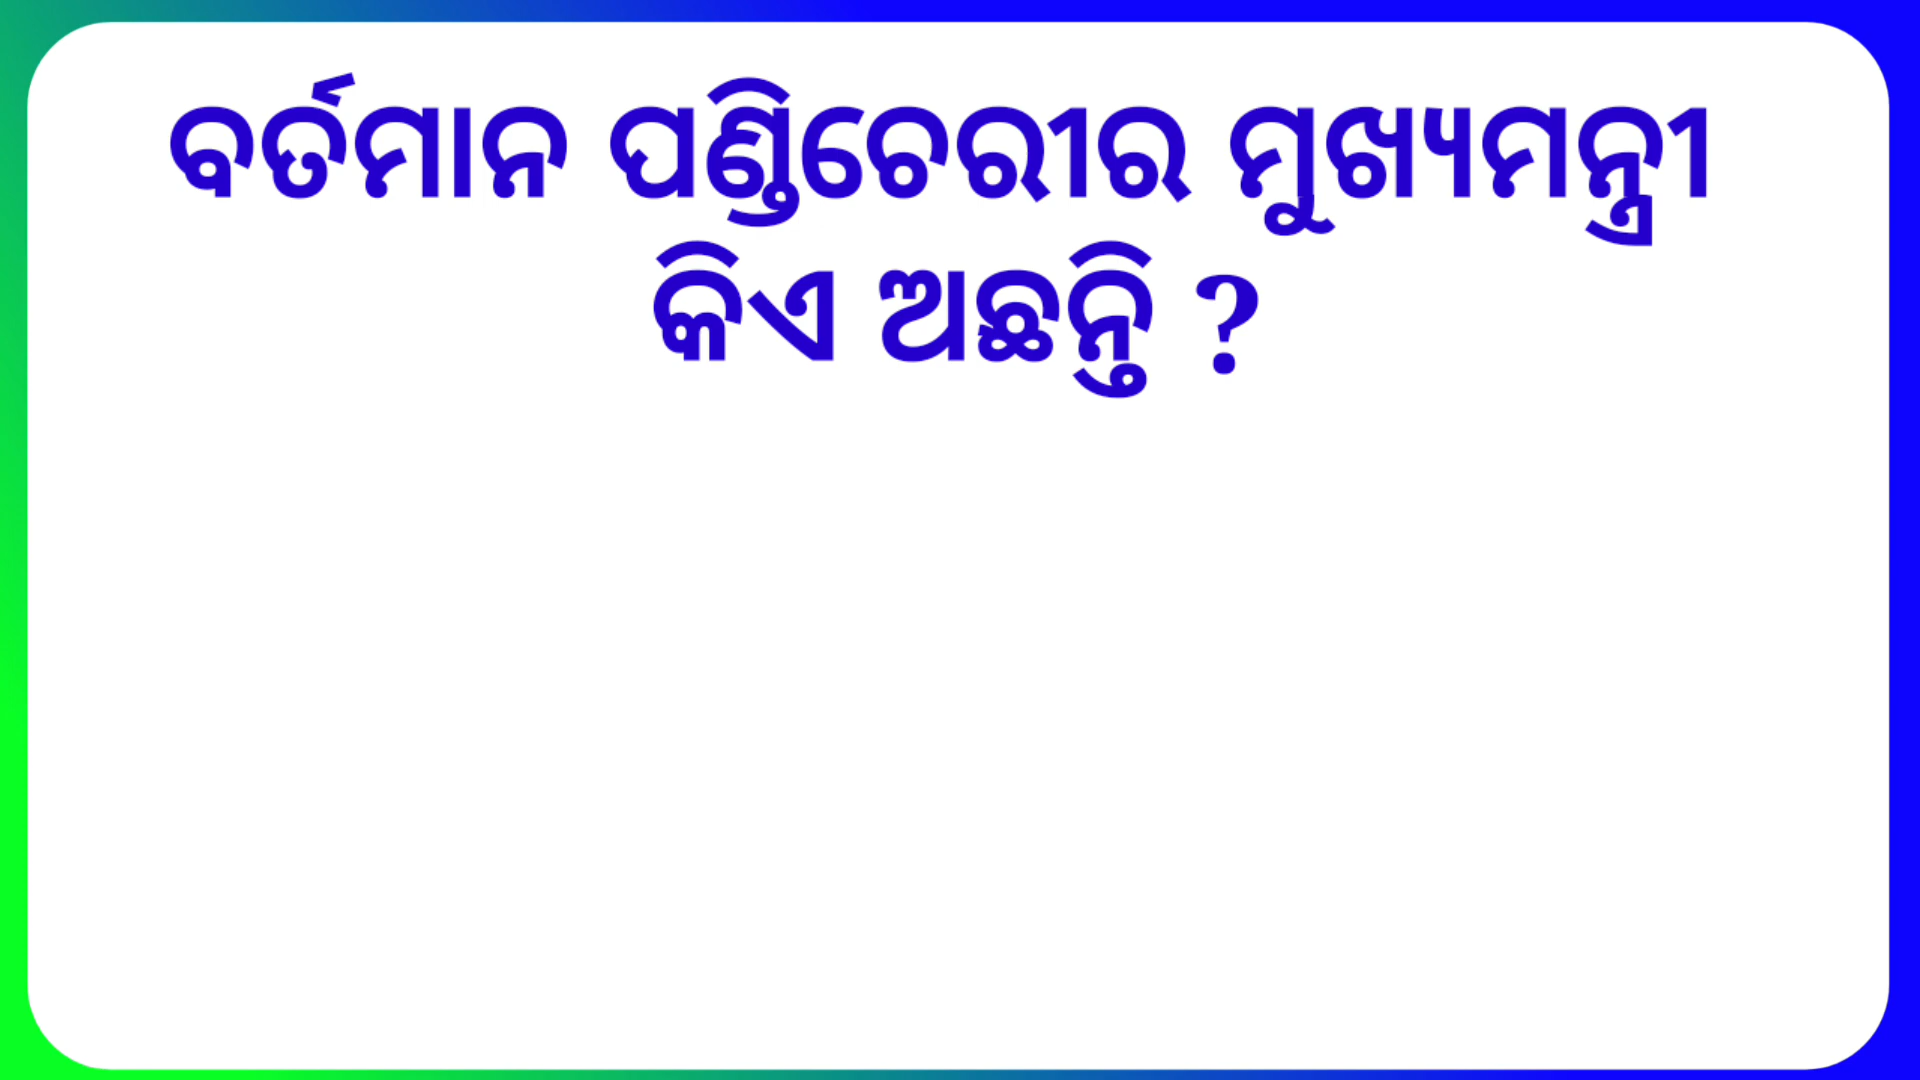 ବର୍ତମାନ ପଣ୍ଡିଚେରୀର ମୁଖ୍ୟମନ୍ତ୍ରୀ
କିଏ ଅଛନ୍ତି ?